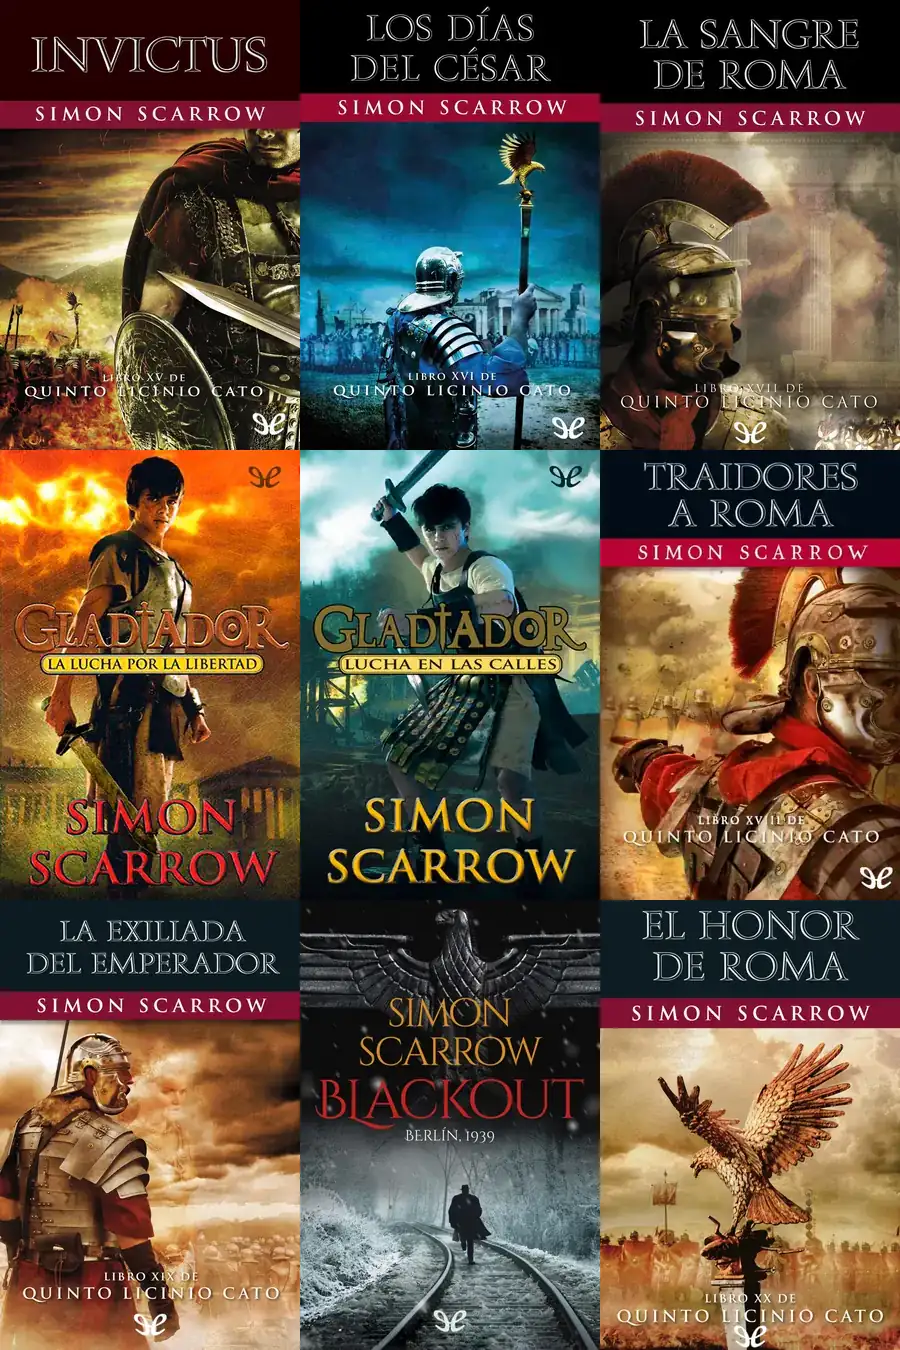 INVICTUS
SIMON SCARROW
LIBRO XV DE
QUINTO LICINIO CATO
LOS DÍAS
DEL CÉSAR
SIMON SCARROW
LIBRO XVI DE
QUINTO LICINIO CATO
LA SANGRE
DE ROMA
SIMON SCARROW
LIBRO XVII DE
QUINTO LICINIO CATO
GLADIADOR
LA LUCHA POR LA LIBERTAD
SIMON
SCARROW
GLADIADOR
LUCHA EN LAS CALLES
SIMON
SCARROW
TRAIDORES
A ROMA
SIMON SCARROW
LIBRO XVIII DE
QUINTO LICINIO CATO
LA EXILIADA
DEL EMPERADOR
SIMON SCARROW
LIBRO XIX DE
QUINTO LICINIO CATO
SIMON
SCARROW
BLACKOUT
BERLÍN, 1939
EL HONOR
DE ROMA
SIMON SCARROW
LIBRO XX DE
QUINTO LICINIO CATO